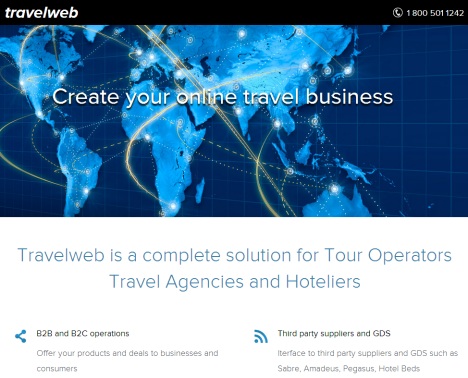 travelweb
1 800 501 1242
Create your online travel business
Travelweb is a complete solution for Tour Operators
Travel Agencies and Hoteliers
B2B and B2C operations
Offer your products and deals to businesses and
consumers
Third party suppliers and GDS
Iterface to third party suppliers and GDS such as
Sabre, Amadeus, Pegasus, Hotel Beds